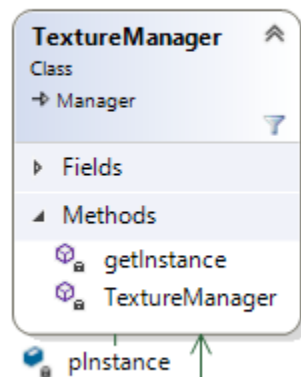 TextureManager
Class
Manager
Fields
Methods
getInstance
TextureManager
pInstance